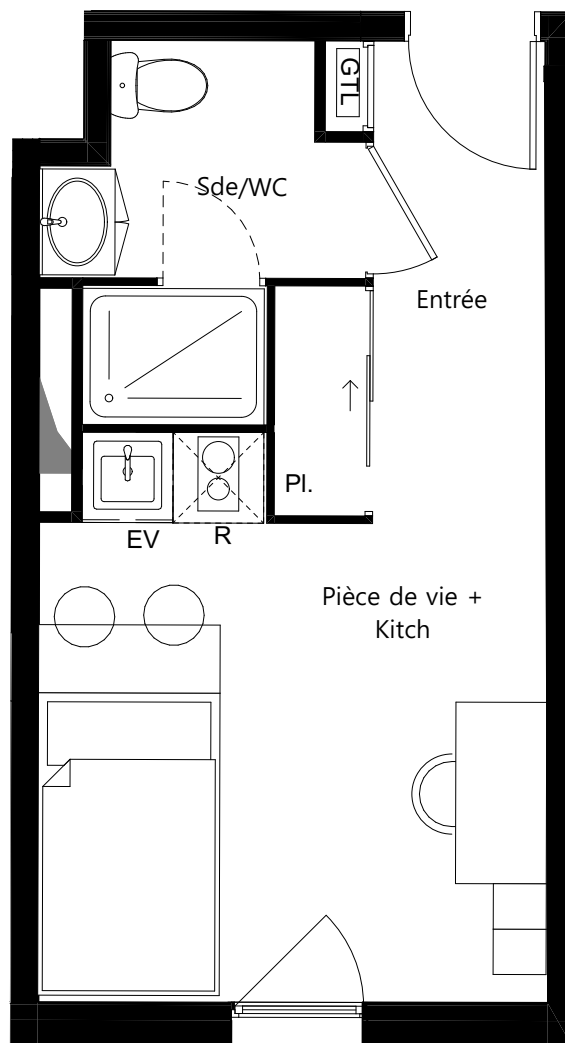 GTL
Sde/WC
Entrée
Pl.
EV
R
Pièce de vie +
Kitch